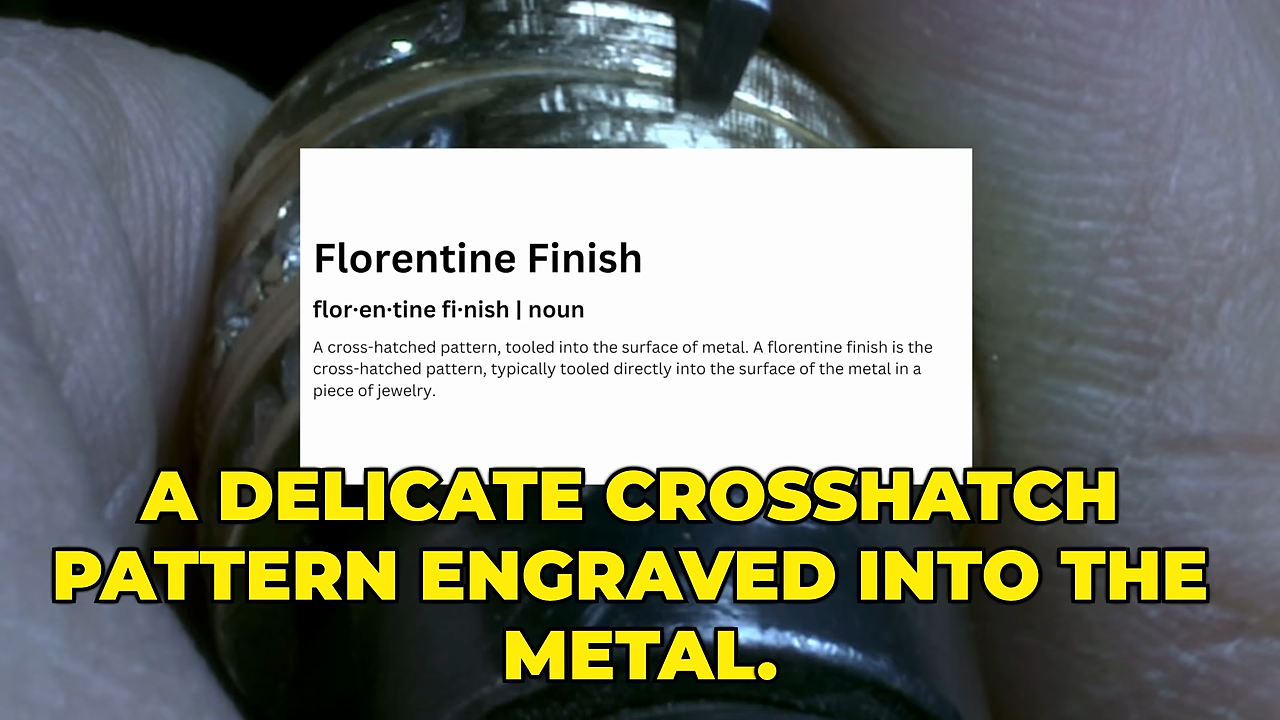 Florentine Finish
flor·en·tine fi·nish | noun
A cross-hatched pattern, tooled into the surface of metal. A florentine finish is the
cross-hatched pattern, typically tooled directly into the surface of the metal in a
piece of jewelry.
A DELICATE CROSSHATCH
PATTERN ENGRAVED INTO THE
METAL.